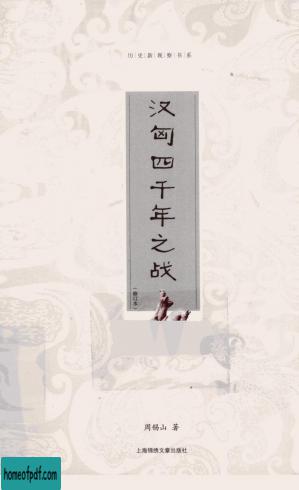 历史新观察书系
汉匈四千年之战
（修订本）
周锡山 著
上海锦绣文章出版社
homeofpdf.com